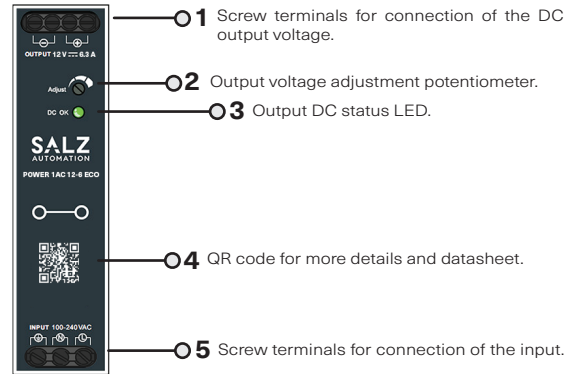 1 Screw terminals for connection of the DC
output voltage.
OUTPUT 12 V ⎓ 6.3 A
2 Output voltage adjustment potentiometer.
Adjust
3 Output DC status LED.
DC OK
SALZ
AUTOMATION
POWER 1AC 12-6 ECO
4 QR code for more details and datasheet.
INPUT 100-240 VAC
N L
5 Screw terminals for connection of the input.